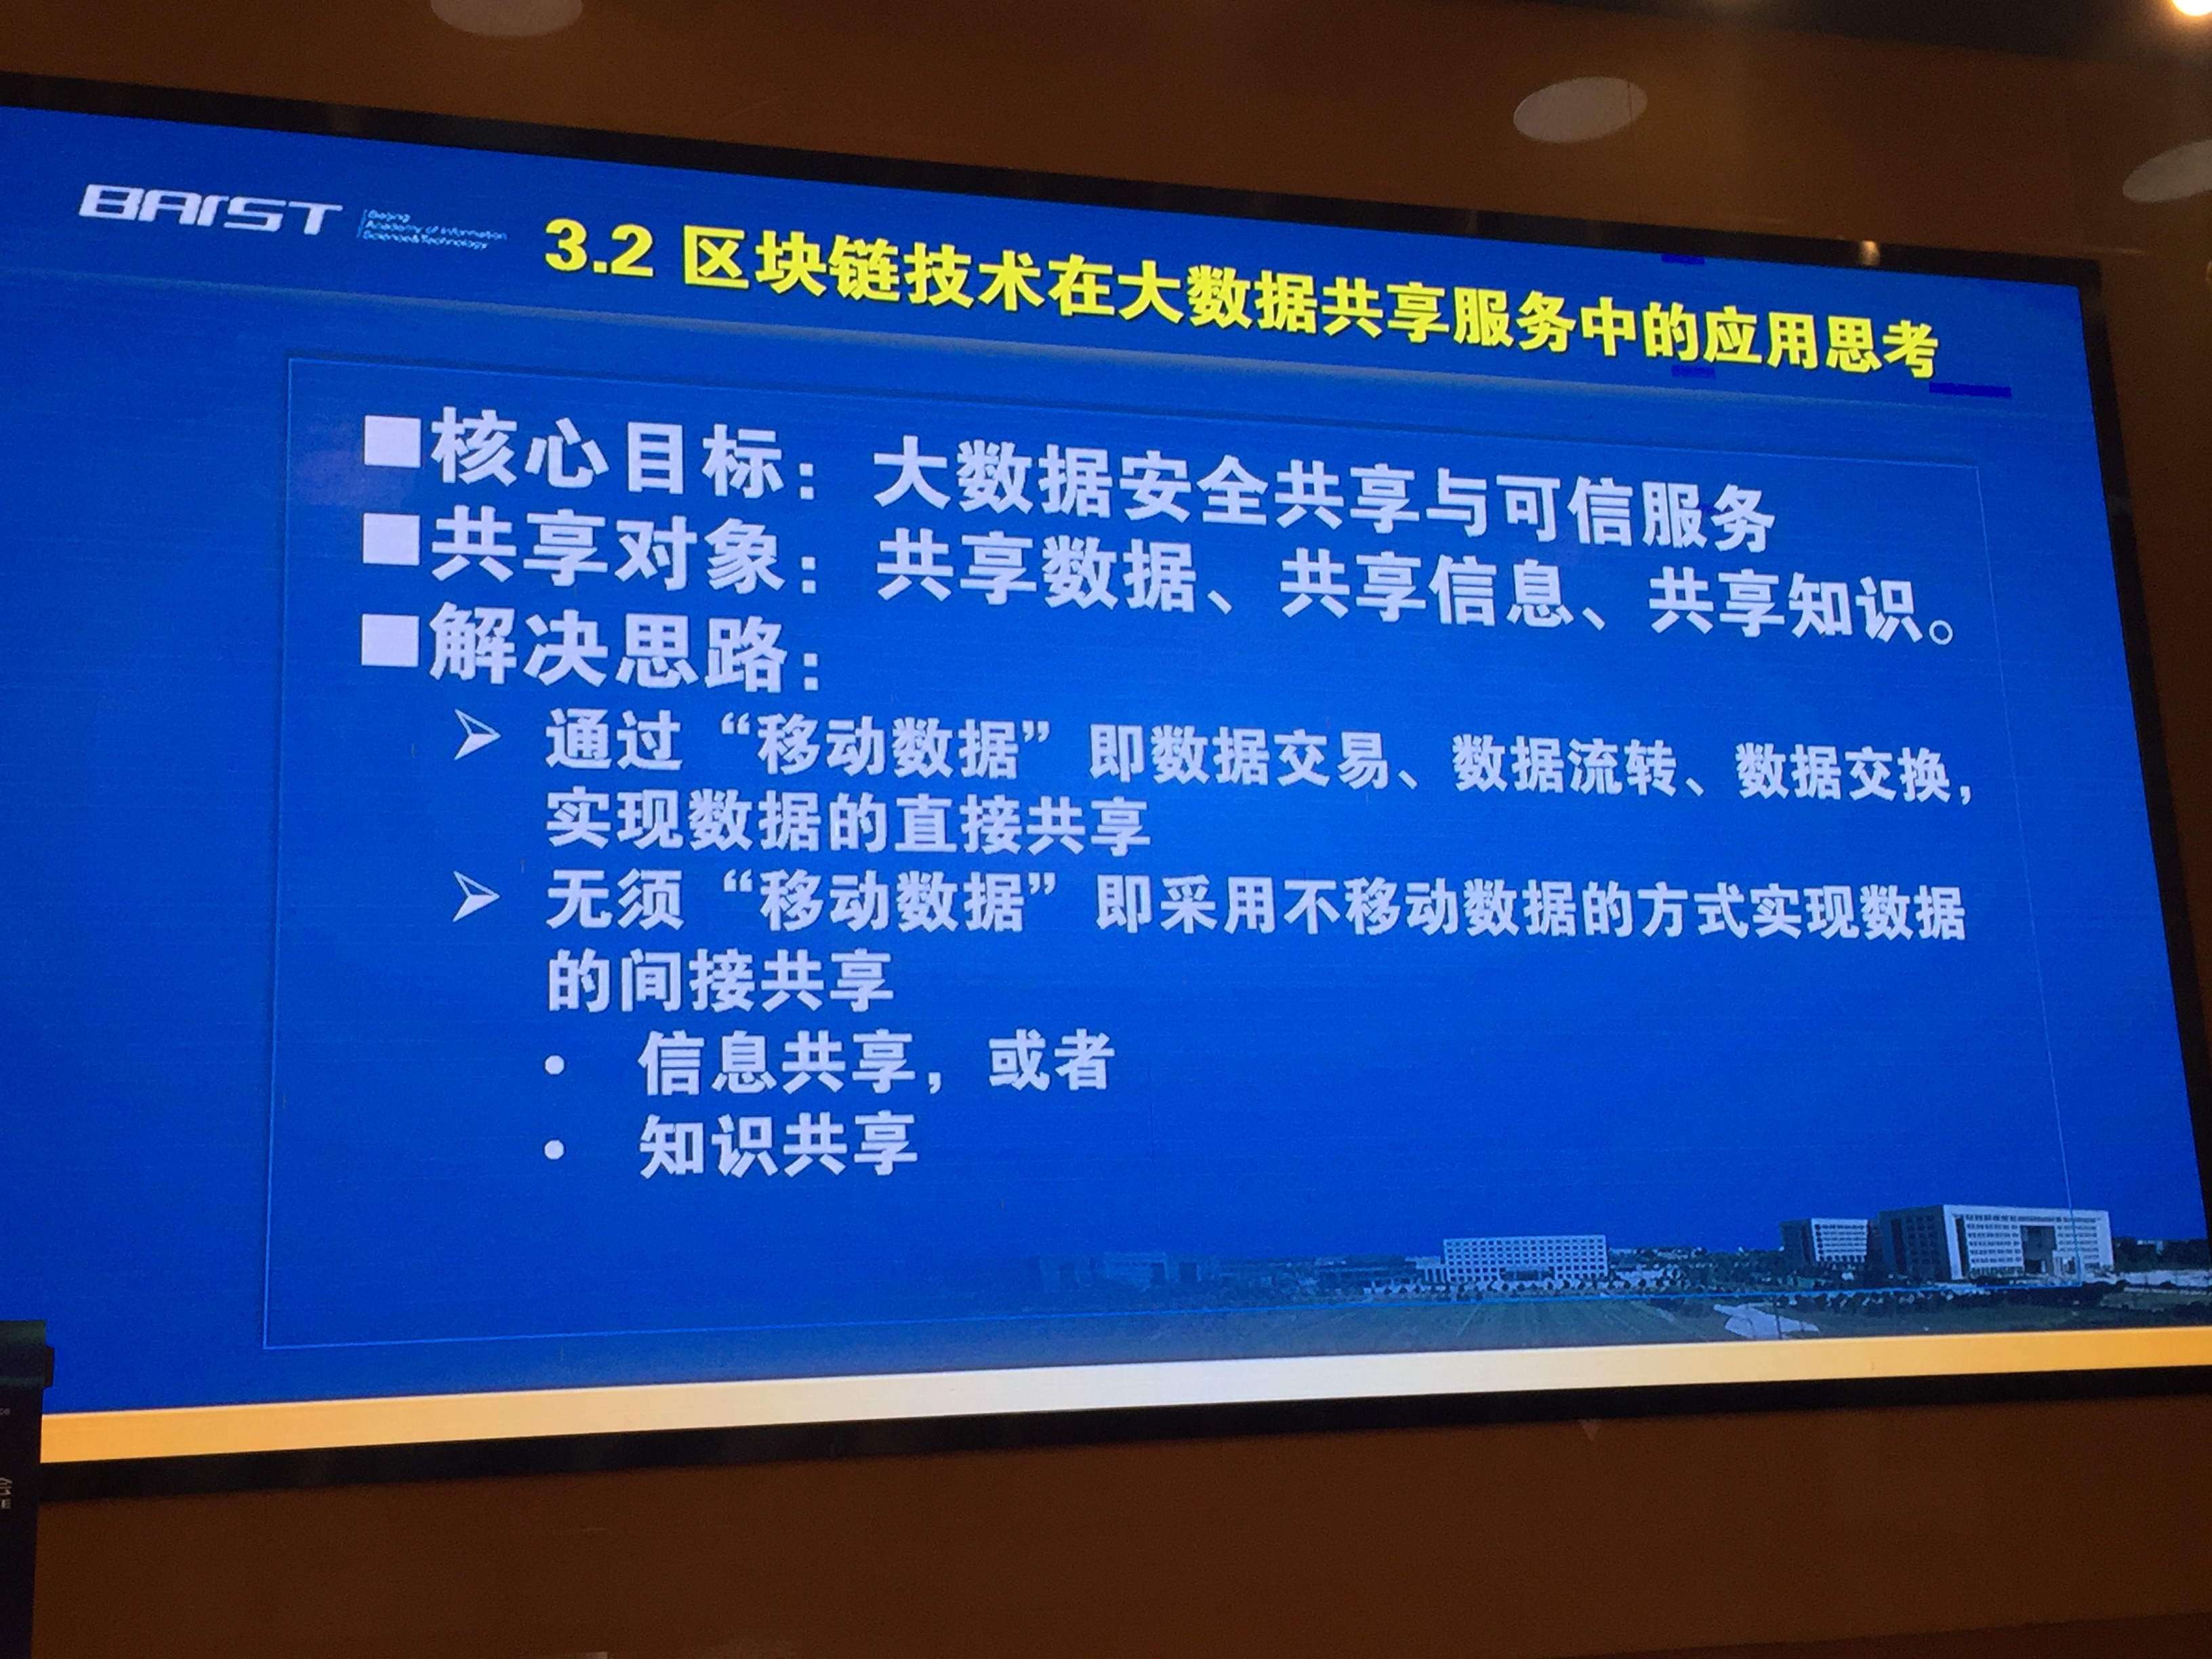 BAIST
Beijing
Academy of Information
Science&Technology
3.2 区块链技术在大数据共享服务中的应用思考
■核心目标：大数据安全共享与可信服务
■共享对象：共享数据、共享信息、共享知识。
■解决思路：
➢ 通过“移动数据”即数据交易、数据流转、数据交换，
实现数据的直接共享
➢ 无须“移动数据”即采用不移动数据的方式实现数据
的间接共享
• 信息共享，或者
• 知识共享